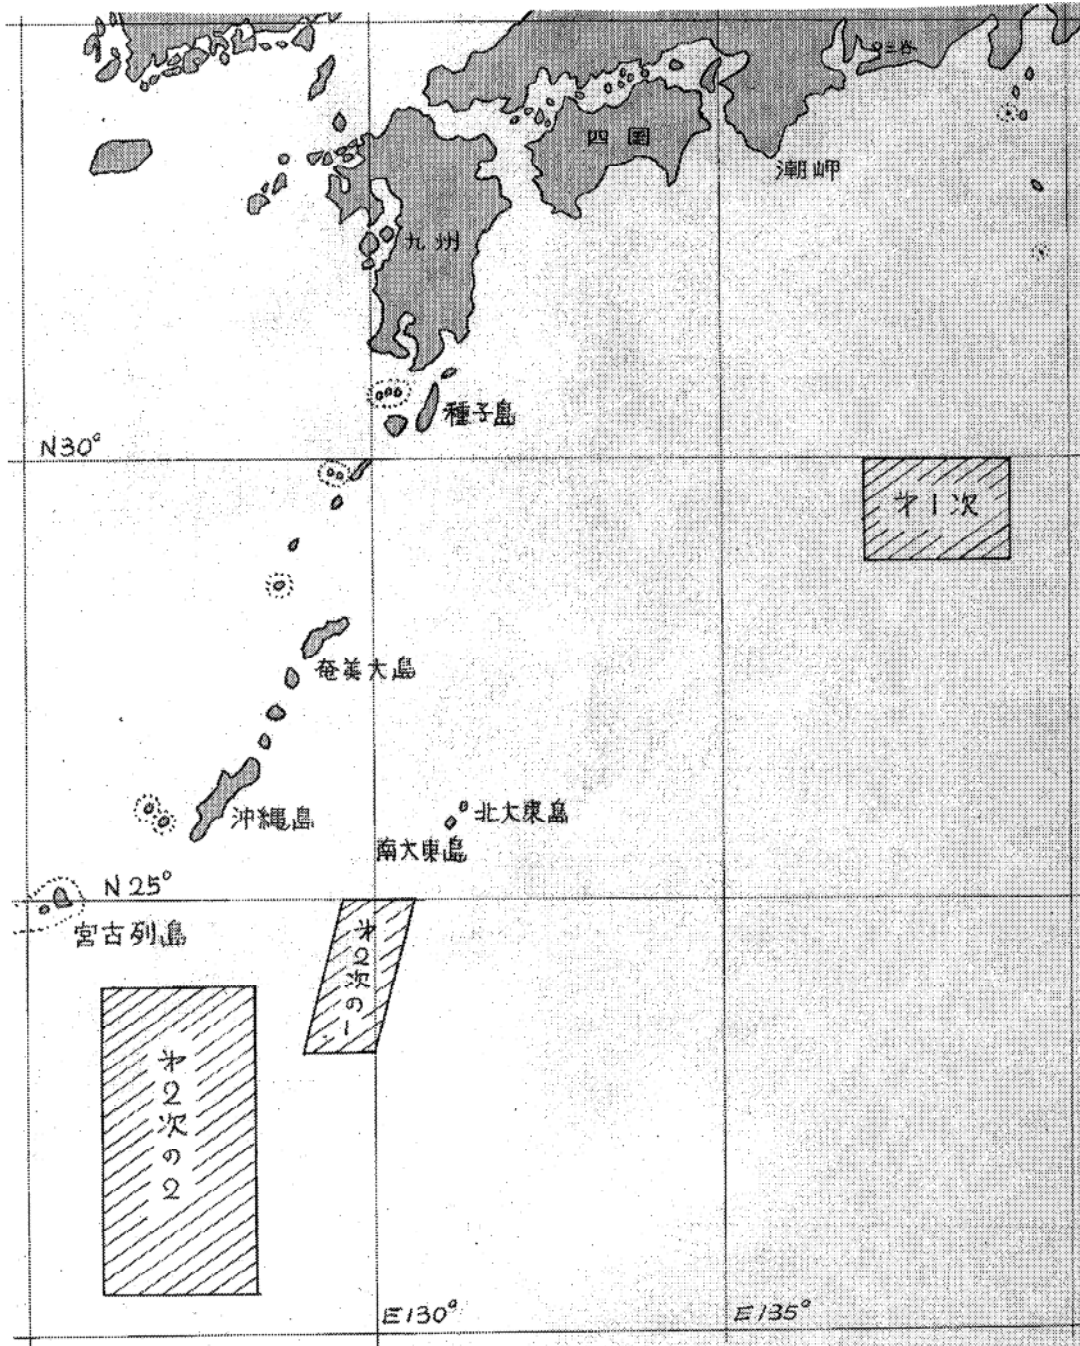 四国
潮岬
九州
種子島
N30°
才1次
奄美大島
沖縄島
北大東島
南大東島
N25°
宮古列島
才2次の1
才2次の2
E130°
E135°